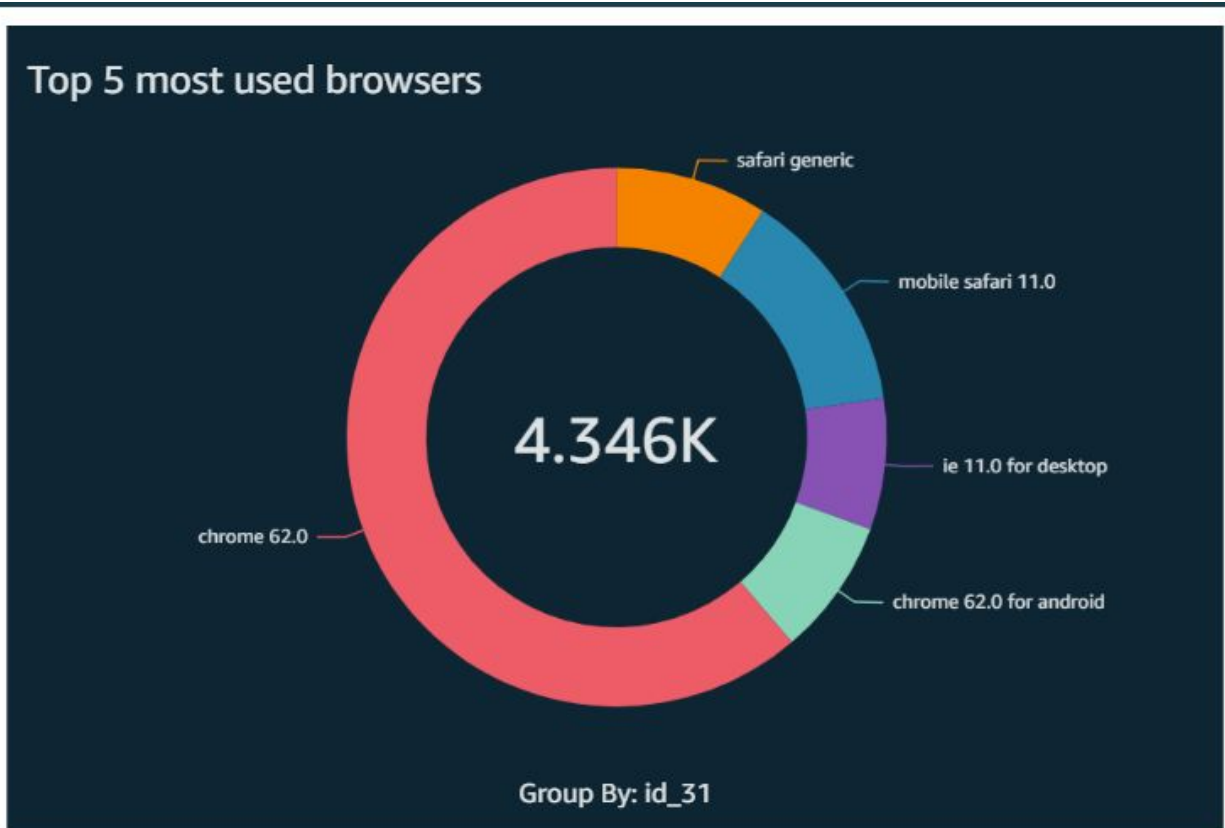 Top 5 most used browsers
safari generic
mobile safari 11.0
4.346K
ie 11.0 for desktop
chrome 62.0
chrome 62.0 for android
Group By: id_31